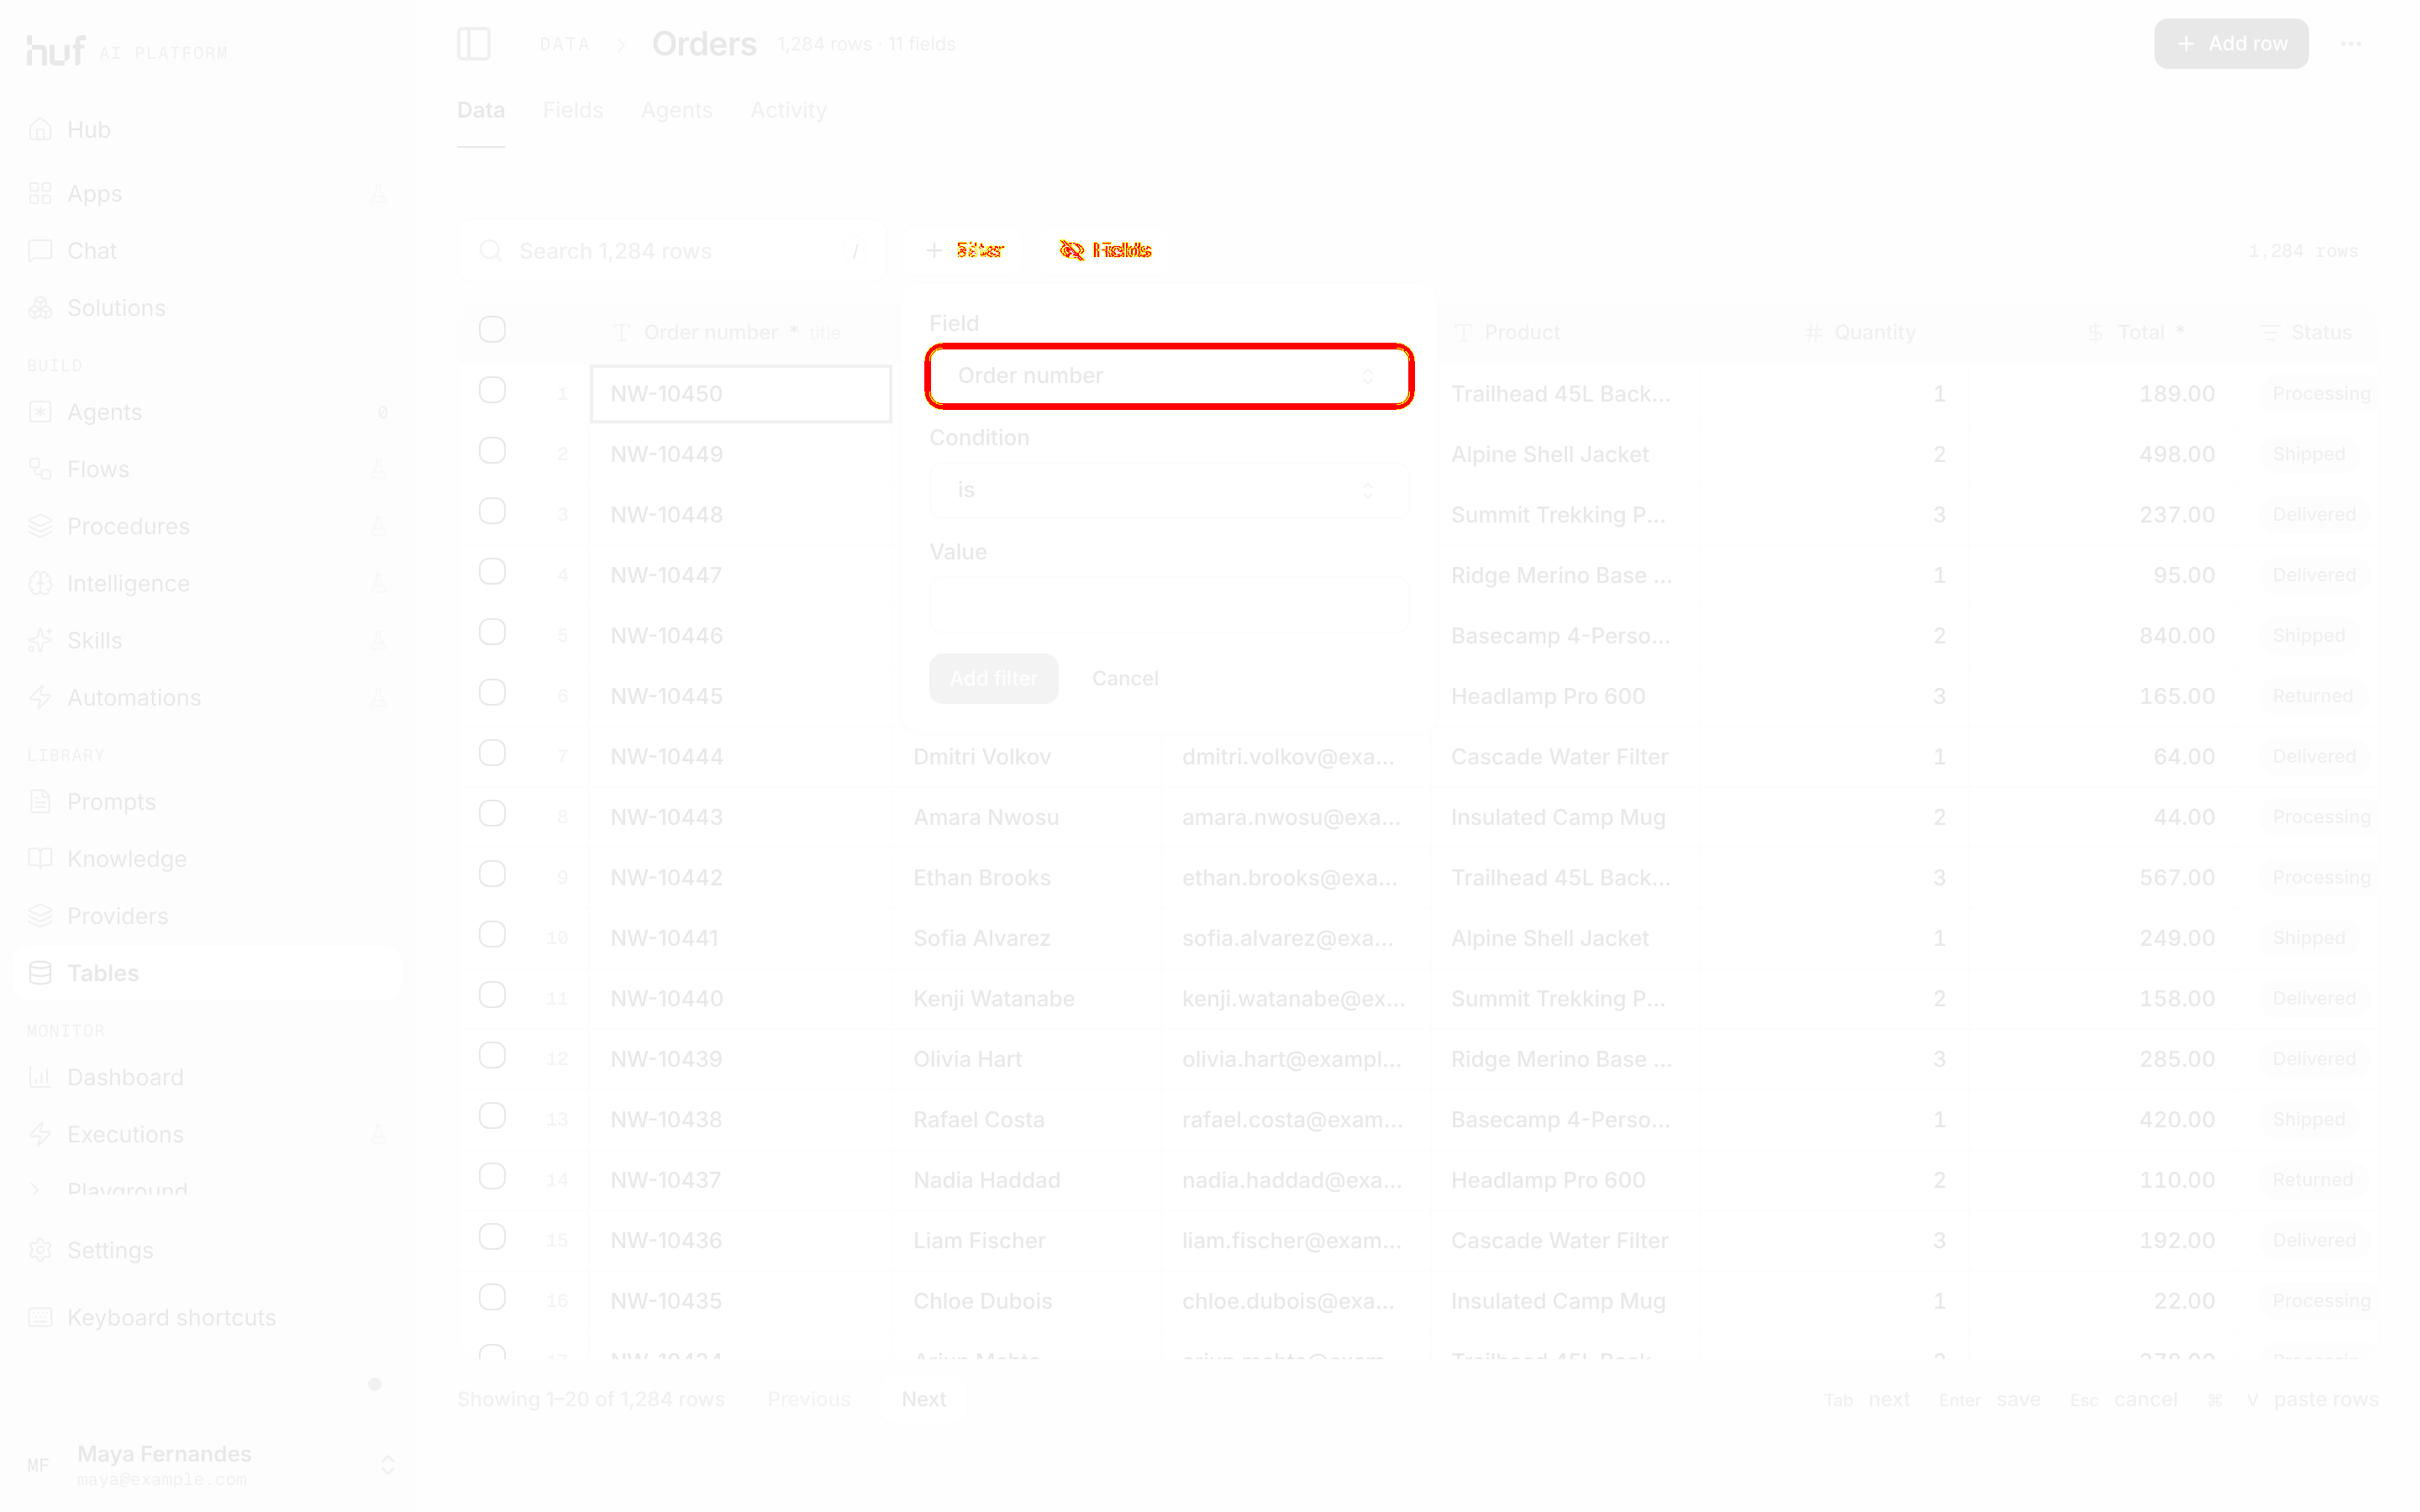 huf AI PLATFORM
Hub
Apps
Chat
Solutions
BUILD
Agents 0
Flows
Procedures
Intelligence
Skills
Automations
LIBRARY
Prompts
Knowledge
Providers
Tables
MONITOR
Dashboard
Executions
Playground
Settings
Keyboard shortcuts
MF Maya Fernandes
maya@example.com
DATA > Orders 1,284 rows · 11 fields
+ Add row
Data Fields Agents Activity
Search 1,284 rows /
+ Filter Fields
1,284 rows
Order number * title Product # Quantity $ Total * Status
Field
Order number
Condition
is
Value
Add filter Cancel
1 NW-10450 Trailhead 45L Back... 1 189.00 Processing
2 NW-10449 Alpine Shell Jacket 2 498.00 Shipped
3 NW-10448 Summit Trekking P... 3 237.00 Delivered
4 NW-10447 Ridge Merino Base ... 1 95.00 Delivered
5 NW-10446 Basecamp 4-Perso... 2 840.00 Shipped
6 NW-10445 Headlamp Pro 600 3 165.00 Returned
7 NW-10444 Dmitri Volkov dmitri.volkov@exa... Cascade Water Filter 1 64.00 Delivered
8 NW-10443 Amara Nwosu amara.nwosu@exa... Insulated Camp Mug 2 44.00 Processing
9 NW-10442 Ethan Brooks ethan.brooks@exa... Trailhead 45L Back... 3 567.00 Processing
10 NW-10441 Sofia Alvarez sofia.alvarez@exa... Alpine Shell Jacket 1 249.00 Shipped
11 NW-10440 Kenji Watanabe kenji.watanabe@ex... Summit Trekking P... 2 158.00 Delivered
12 NW-10439 Olivia Hart olivia.hart@exampl... Ridge Merino Base ... 3 285.00 Delivered
13 NW-10438 Rafael Costa rafael.costa@exam... Basecamp 4-Perso... 1 420.00 Shipped
14 NW-10437 Nadia Haddad nadia.haddad@exa... Headlamp Pro 600 2 110.00 Returned
15 NW-10436 Liam Fischer liam.fischer@exam... Cascade Water Filter 3 192.00 Delivered
16 NW-10435 Chloe Dubois chloe.dubois@exa... Insulated Camp Mug 1 22.00 Processing
Showing 1–20 of 1,284 rows Previous Next
Tab next Enter save Esc cancel ⌘ V paste rows